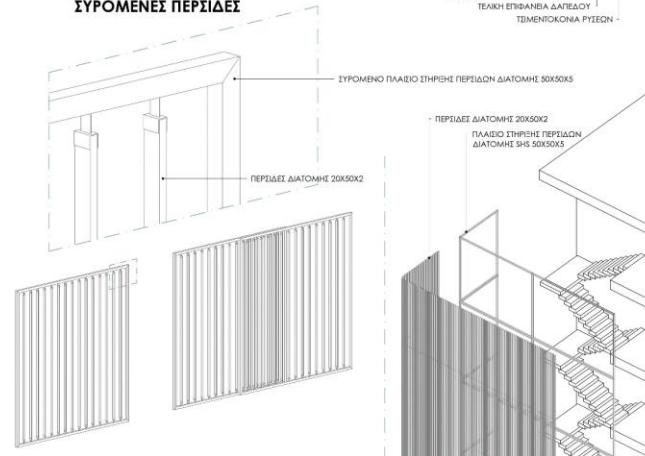 ΣΥΡΟΜΕΝΕΣ ΠΕΡΣΙΔΕΣ
ΤΕΛΙΚΗ ΕΠΙΦΑΝΕΙΑ ΔΑΠΕΔΟΥ
ΤΣΙΜΕΝΤΟΚΟΝΙΑ ΡΥΣΕΩΝ
ΣΥΡΟΜΕΝΟ ΠΛΑΙΣΙΟ ΣΤΗΡΙΞΗΣ ΠΕΡΣΙΔΩΝ ΔΙΑΤΟΜΗΣ 50Χ50Χ5
ΠΕΡΣΙΔΕΣ ΔΙΑΤΟΜΗΣ 20Χ50Χ2
ΠΕΡΣΙΔΕΣ ΔΙΑΤΟΜΗΣ 20Χ50Χ2
ΠΛΑΙΣΙΟ ΣΤΗΡΙΞΗΣ ΠΕΡΣΙΔΩΝ
ΔΙΑΤΟΜΗΣ SHS 50Χ50Χ5